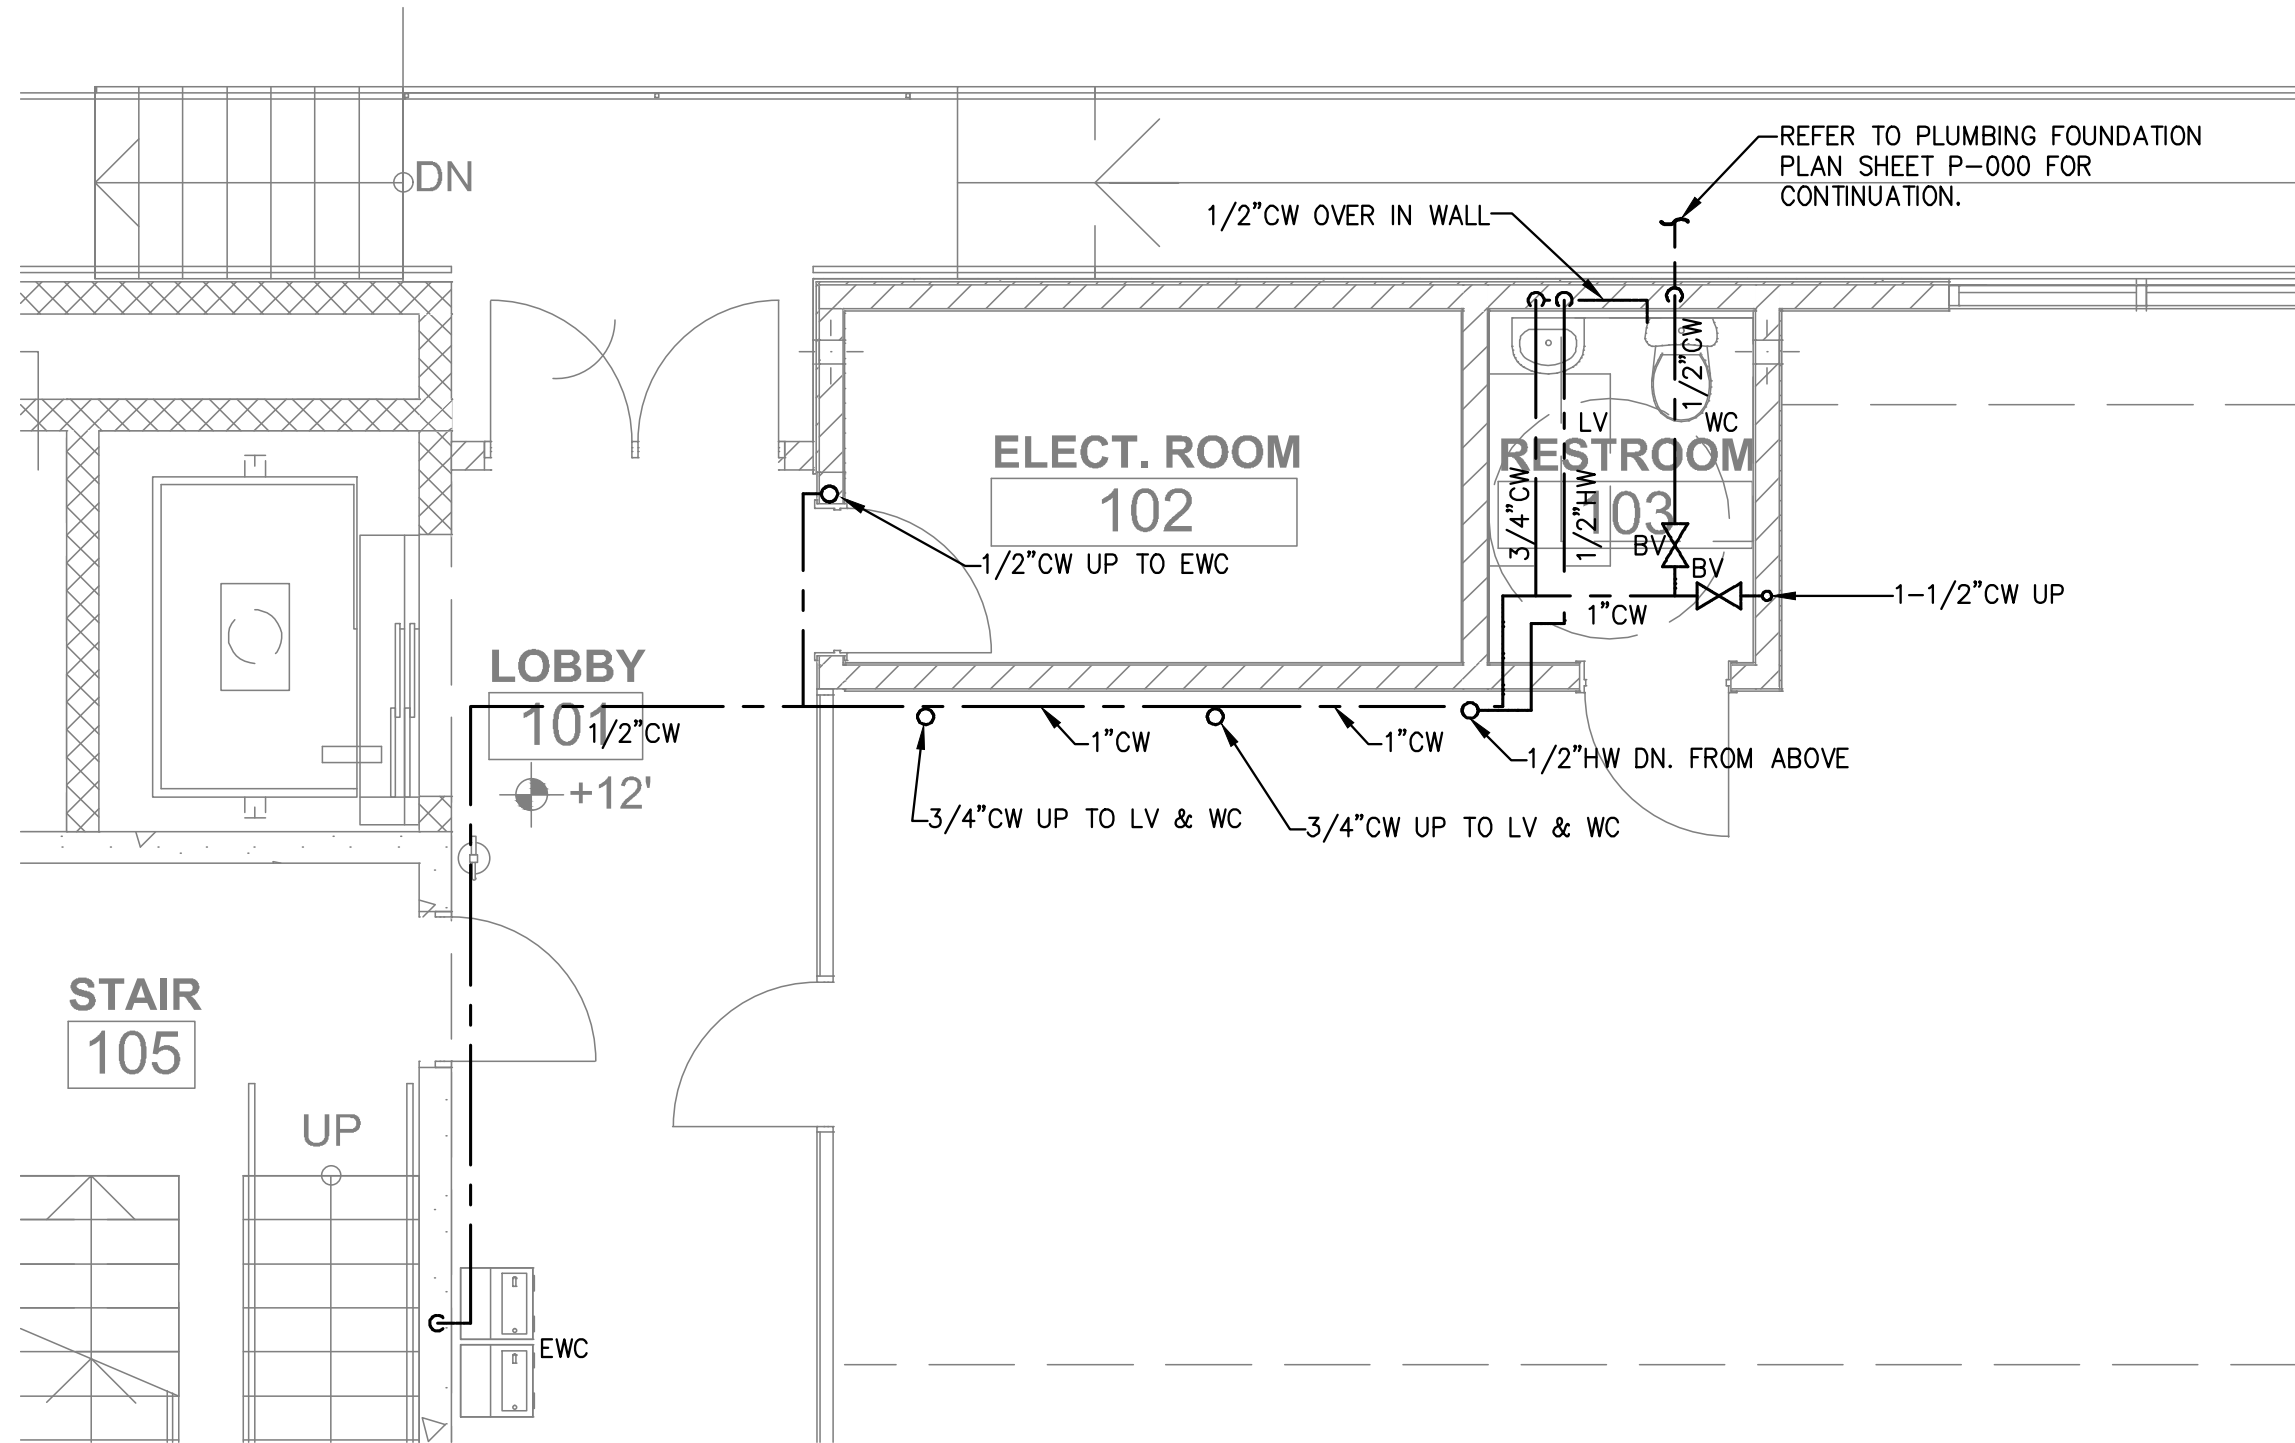 REFER TO PLUMBING FOUNDATION
PLAN SHEET P-000 FOR
CONTINUATION.
DN
1/2"CW OVER IN WALL
1/2"CW
LV
WC
ELECT. ROOM
102
RESTROOM
103
3/4"CW
1/2"HW
BV
BV
1/2"CW UP TO EWC
1-1/2"CW UP
1"CW
LOBBY
101
1/2"CW
1"CW
1"CW
1/2"HW DN. FROM ABOVE
+12'
3/4"CW UP TO LV & WC
3/4"CW UP TO LV & WC
STAIR
105
UP
EWC